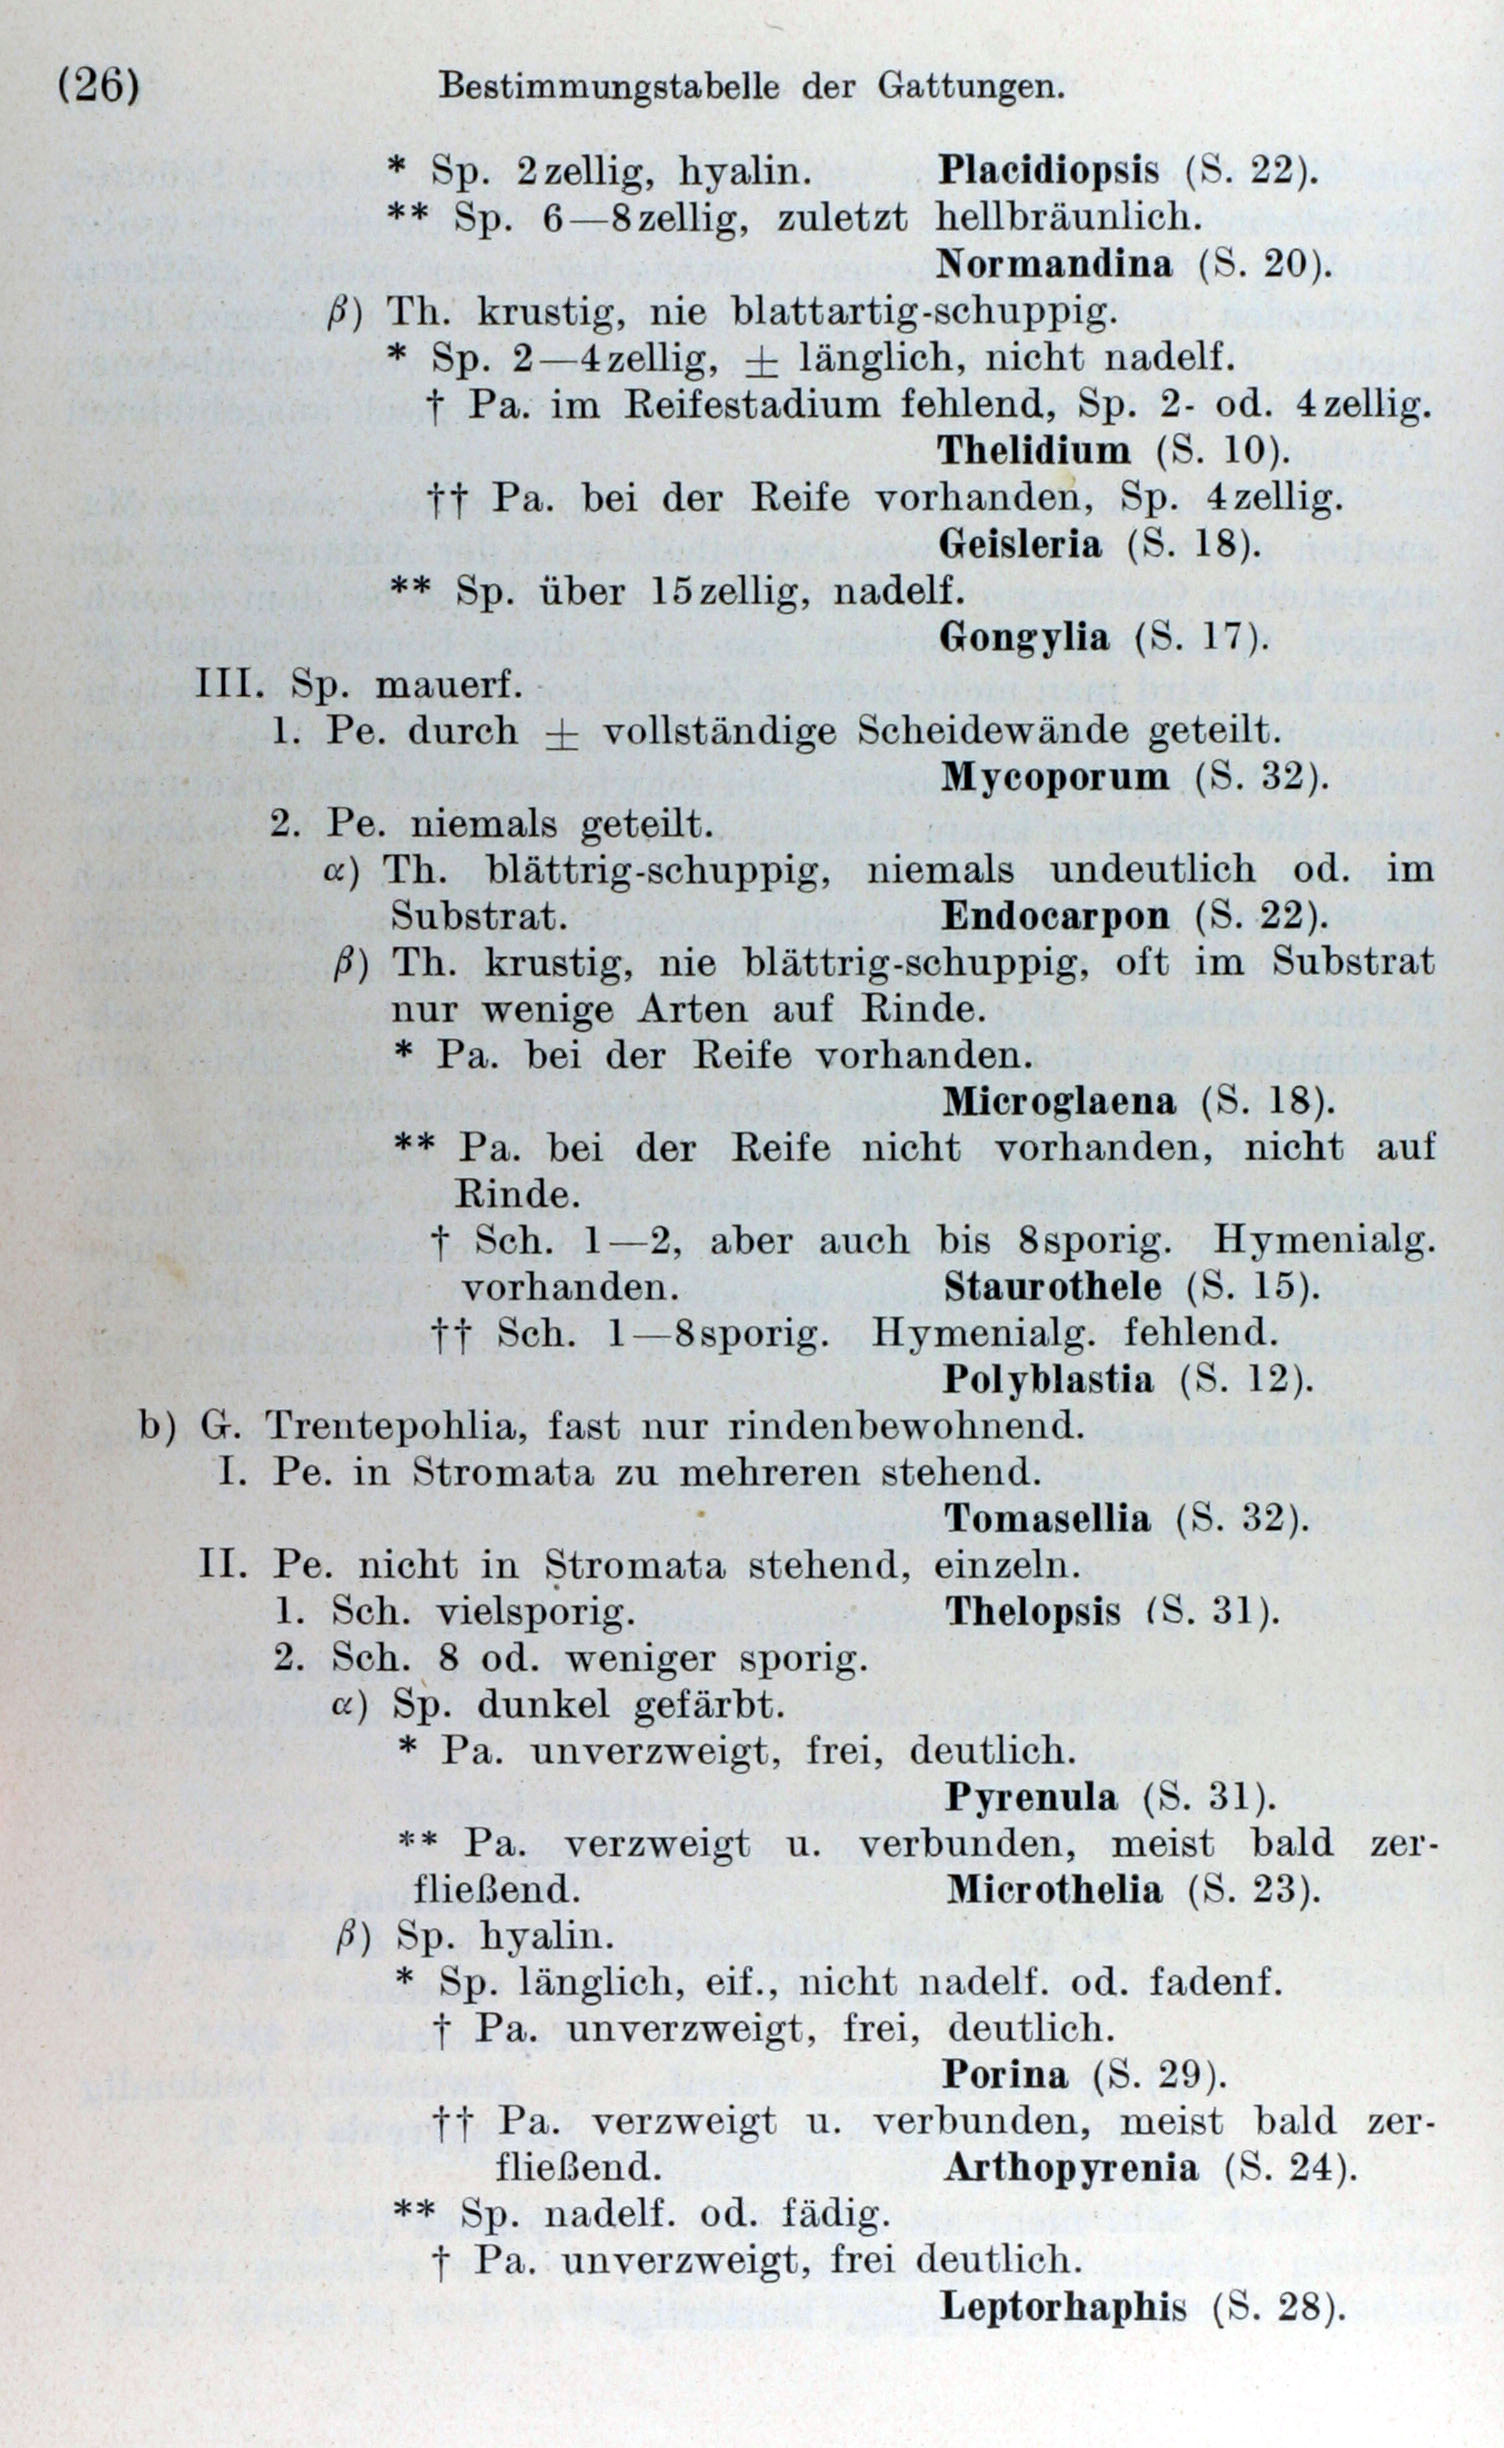 (26) Bestimmungstabelle der Gattungen.
* Sp. 2zellig, hyalin. Placidiopsis (S. 22).
** Sp. 6—8zellig, zuletzt hellbräunlich.
Normandina (S. 20).
β) Th. krustig, nie blattartig-schuppig.
* Sp. 2—4zellig, ± länglich, nicht nadelf.
† Pa. im Reifestadium fehlend, Sp. 2- od. 4zellig.
Thelidium (S. 10).
†† Pa. bei der Reife vorhanden, Sp. 4zellig.
Geisleria (S. 18).
** Sp. über 15zellig, nadelf.
Gongylia (S. 17).
III. Sp. mauerf.
1. Pe. durch ± vollständige Scheidewände geteilt.
Mycoporum (S. 32).
2. Pe. niemals geteilt.
α) Th. blättrig-schuppig, niemals undeutlich od. im
Substrat. Endocarpon (S. 22).
β) Th. krustig, nie blättrig-schuppig, oft im Substrat
nur wenige Arten auf Rinde.
* Pa. bei der Reife vorhanden.
Microglaena (S. 18).
** Pa. bei der Reife nicht vorhanden, nicht auf
Rinde.
† Sch. 1—2, aber auch bis 8sporig. Hymenialg.
vorhanden. Staurothele (S. 15).
†† Sch. 1—8sporig. Hymenialg. fehlend.
Polyblastia (S. 12).
b) G. Trentepohlia, fast nur rindenbewohnend.
I. Pe. in Stromata zu mehreren stehend.
Tomasellia (S. 32).
II. Pe. nicht in Stromata stehend, einzeln.
1. Sch. vielsporig. Thelopsis (S. 31).
2. Sch. 8 od. weniger sporig.
α) Sp. dunkel gefärbt.
* Pa. unverzweigt, frei, deutlich.
Pyrenula (S. 31).
** Pa. verzweigt u. verbunden, meist bald zer-
fließend. Microthelia (S. 23).
β) Sp. hyalin.
* Sp. länglich, eif., nicht nadelf. od. fadenf.
† Pa. unverzweigt, frei, deutlich.
Porina (S. 29).
†† Pa. verzweigt u. verbunden, meist bald zer-
fließend. Arthopyrenia (S. 24).
** Sp. nadelf. od. fädig.
† Pa. unverzweigt, frei deutlich.
Leptorhaphis (S. 28).